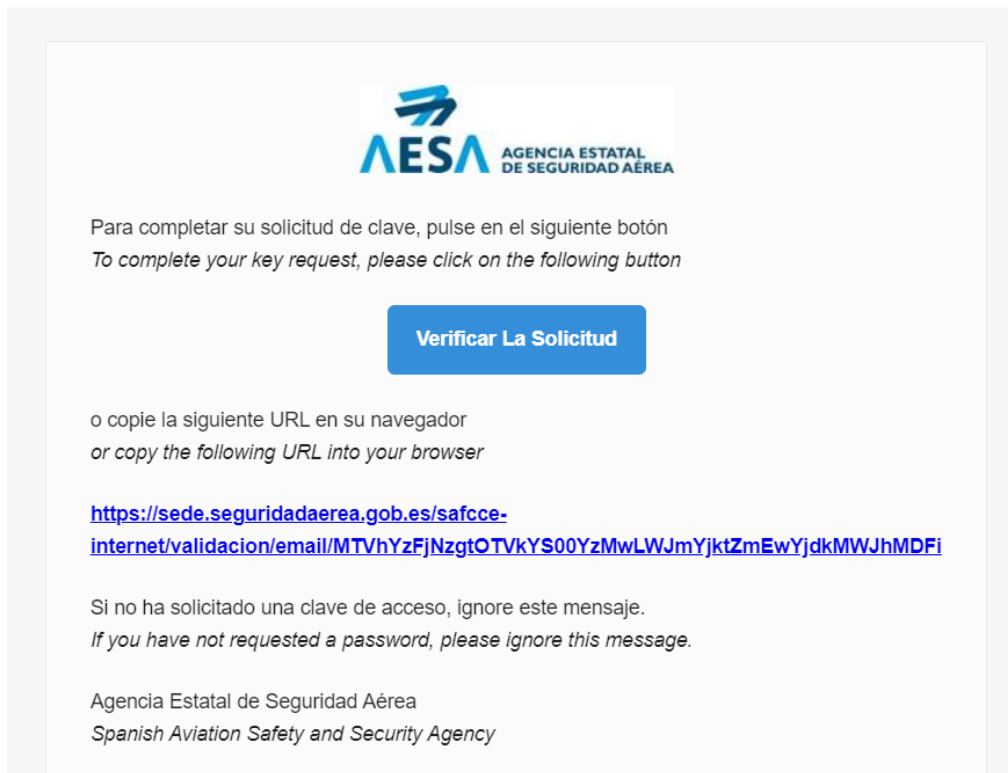 AESA AGENCIA ESTATAL
DE SEGURIDAD AÉREA
Para completar su solicitud de clave, pulse en el siguiente botón
To complete your key request, please click on the following button
Verificar La Solicitud
o copie la siguiente URL en su navegador
or copy the following URL into your browser
https://sede.seguridadaerea.gob.es/safcce-
internet/validacion/email/MTVhYzFjNzgtOTVkYS00YzMwLWJmYjktZmEwYjdkMWJhMDFi
Si no ha solicitado una clave de acceso, ignore este mensaje.
If you have not requested a password, please ignore this message.
Agencia Estatal de Seguridad Aérea
Spanish Aviation Safety and Security Agency